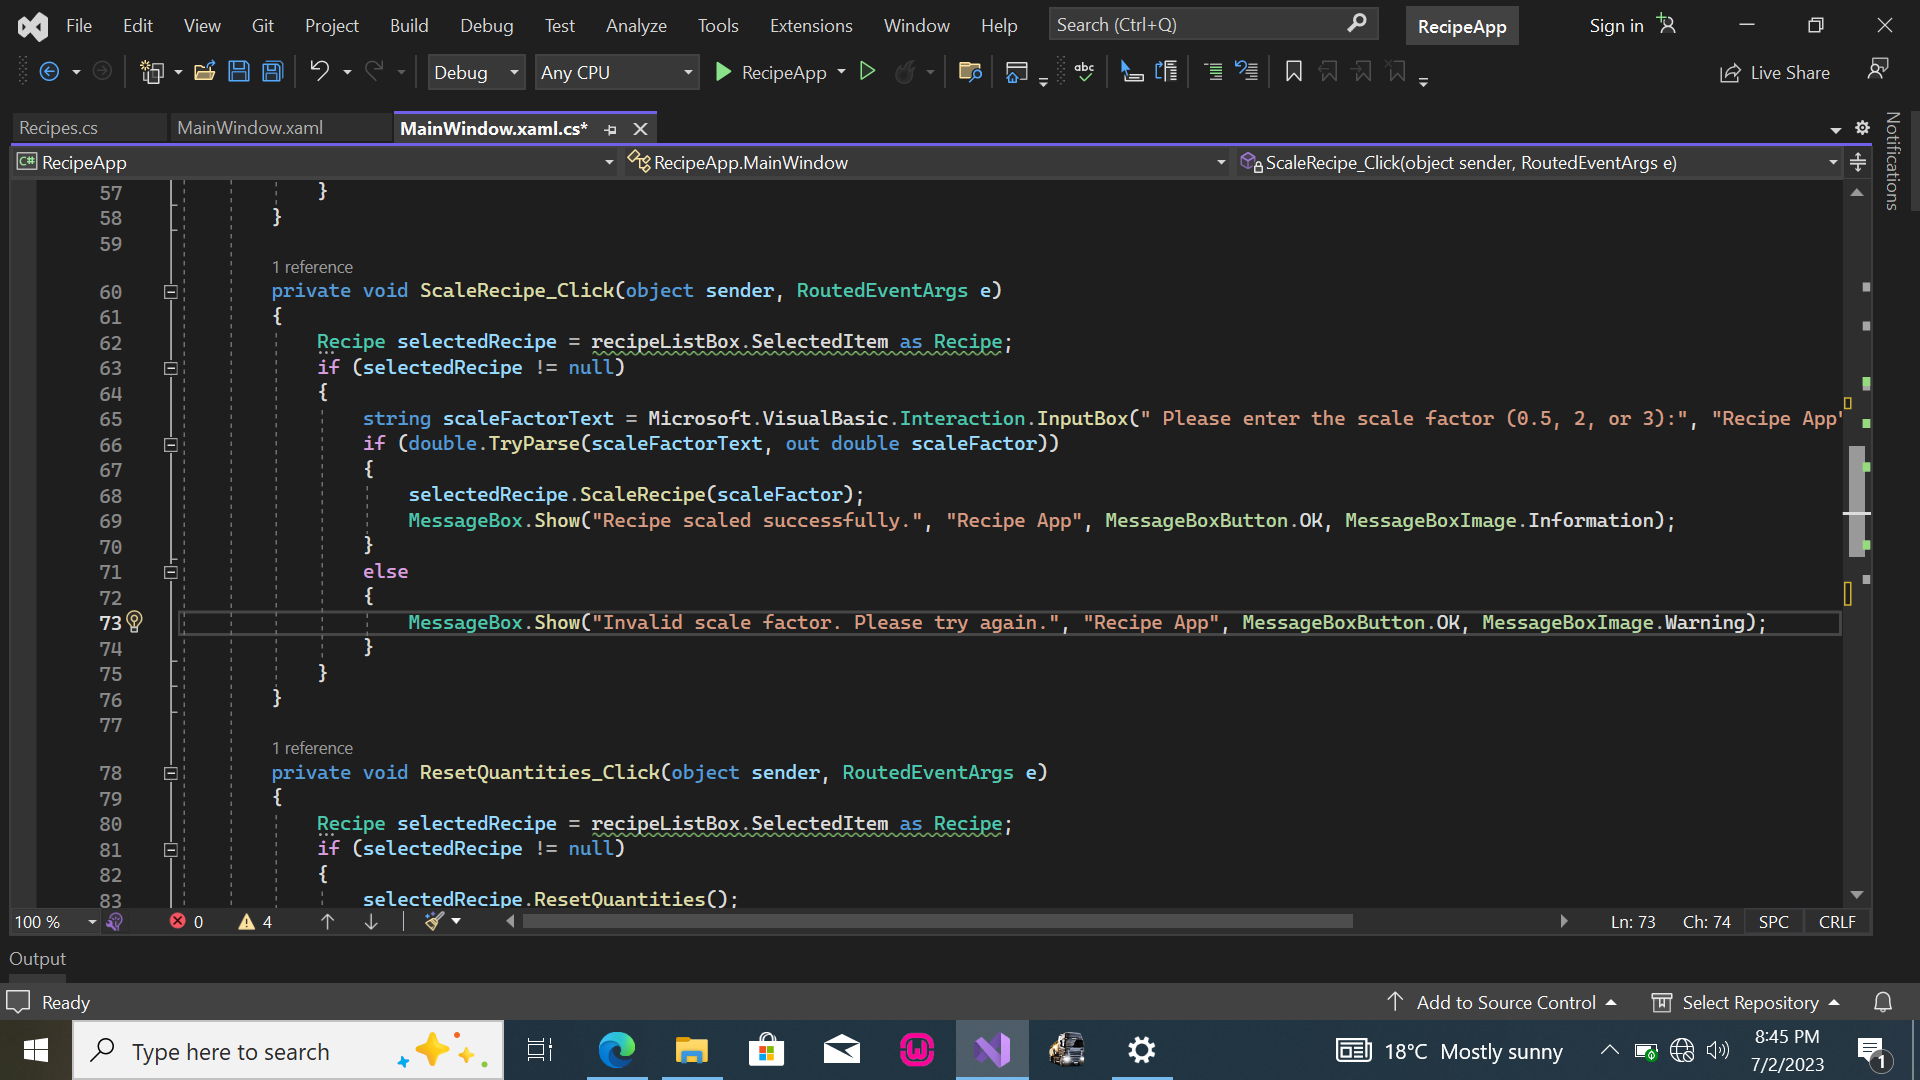 File Edit View Git Project Build Debug Test Analyze Tools Extensions Window Help Search (Ctrl+Q) RecipeApp Sign in
Debug Any CPU RecipeApp abc Live Share
Recipes.cs MainWindow.xaml MainWindow.xaml.cs*
C# RecipeApp RecipeApp.MainWindow ScaleRecipe_Click(object sender, RoutedEventArgs e)
Notifications
57 }
58 }
59
1 reference
60 private void ScaleRecipe_Click(object sender, RoutedEventArgs e)
61 {
62 Recipe selectedRecipe = recipeListBox.SelectedItem as Recipe;
63 if (selectedRecipe != null)
64 {
65 string scaleFactorText = Microsoft.VisualBasic.Interaction.InputBox(" Please enter the scale factor (0.5, 2, or 3):", "Recipe App"
66 if (double.TryParse(scaleFactorText, out double scaleFactor))
67 {
68 selectedRecipe.ScaleRecipe(scaleFactor);
69 MessageBox.Show("Recipe scaled successfully.", "Recipe App", MessageBoxButton.OK, MessageBoxImage.Information);
70 }
71 else
72 {
73 MessageBox.Show("Invalid scale factor. Please try again.", "Recipe App", MessageBoxButton.OK, MessageBoxImage.Warning);
74 }
75 }
76 }
77
1 reference
78 private void ResetQuantities_Click(object sender, RoutedEventArgs e)
79 {
80 Recipe selectedRecipe = recipeListBox.SelectedItem as Recipe;
81 if (selectedRecipe != null)
82 {
83 selectedRecipe.ResetQuantities();
100 % 0 4 Ln: 73 Ch: 74 SPC CRLF
Output
Ready Add to Source Control Select Repository
Type here to search 18°C Mostly sunny 8:45 PM
7/2/2023 1